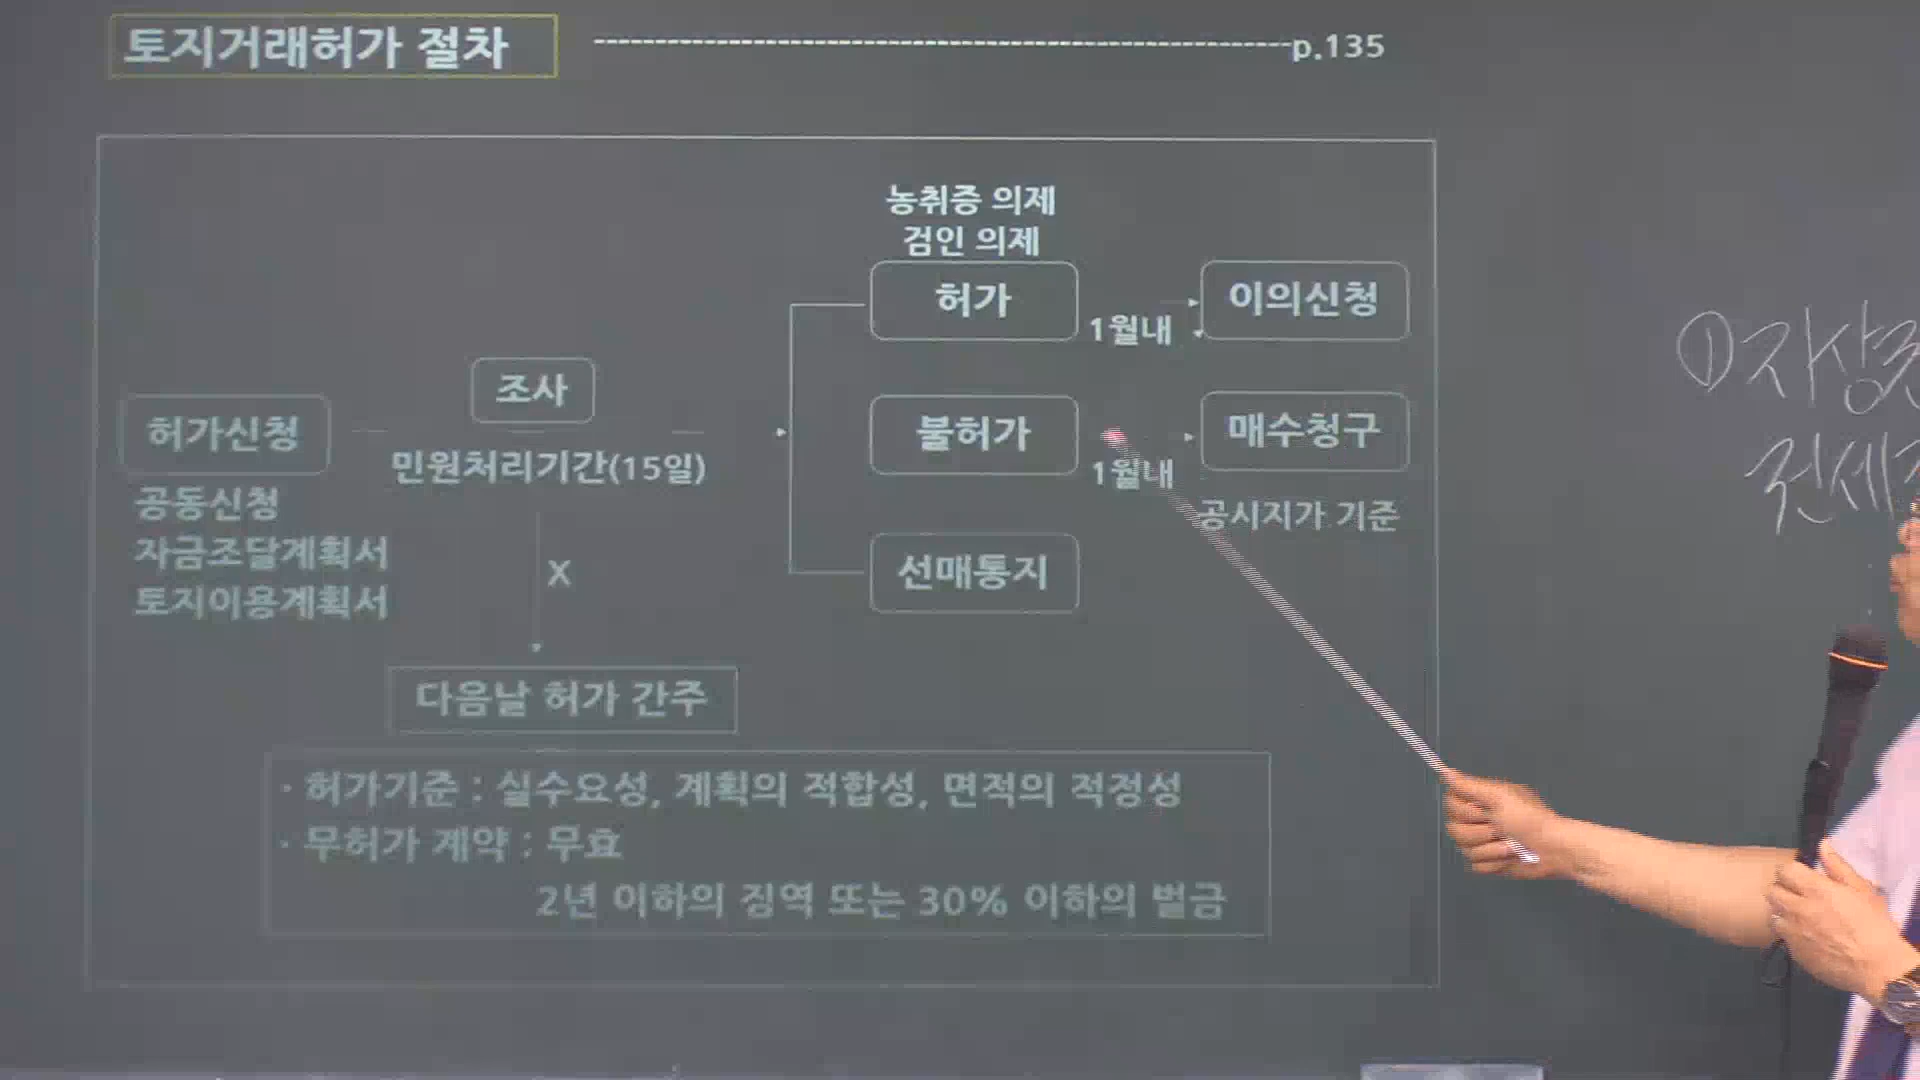 토지거래허가 절차 p.135
농취증 의제
검인 의제
허가
1월내
이의신청
조사
허가신청
민원처리기간(15일)
불허가
1월내
매수청구
공시지가 기준
공동신청
자금조달계획서
토지이용계획서
X
선매통지
다음날 허가 간주
· 허가기준 : 실수요성, 계획의 적합성, 면적의 적정성
· 무허가 계약 : 무효
2년 이하의 징역 또는 30% 이하의 벌금
① 지상
전세